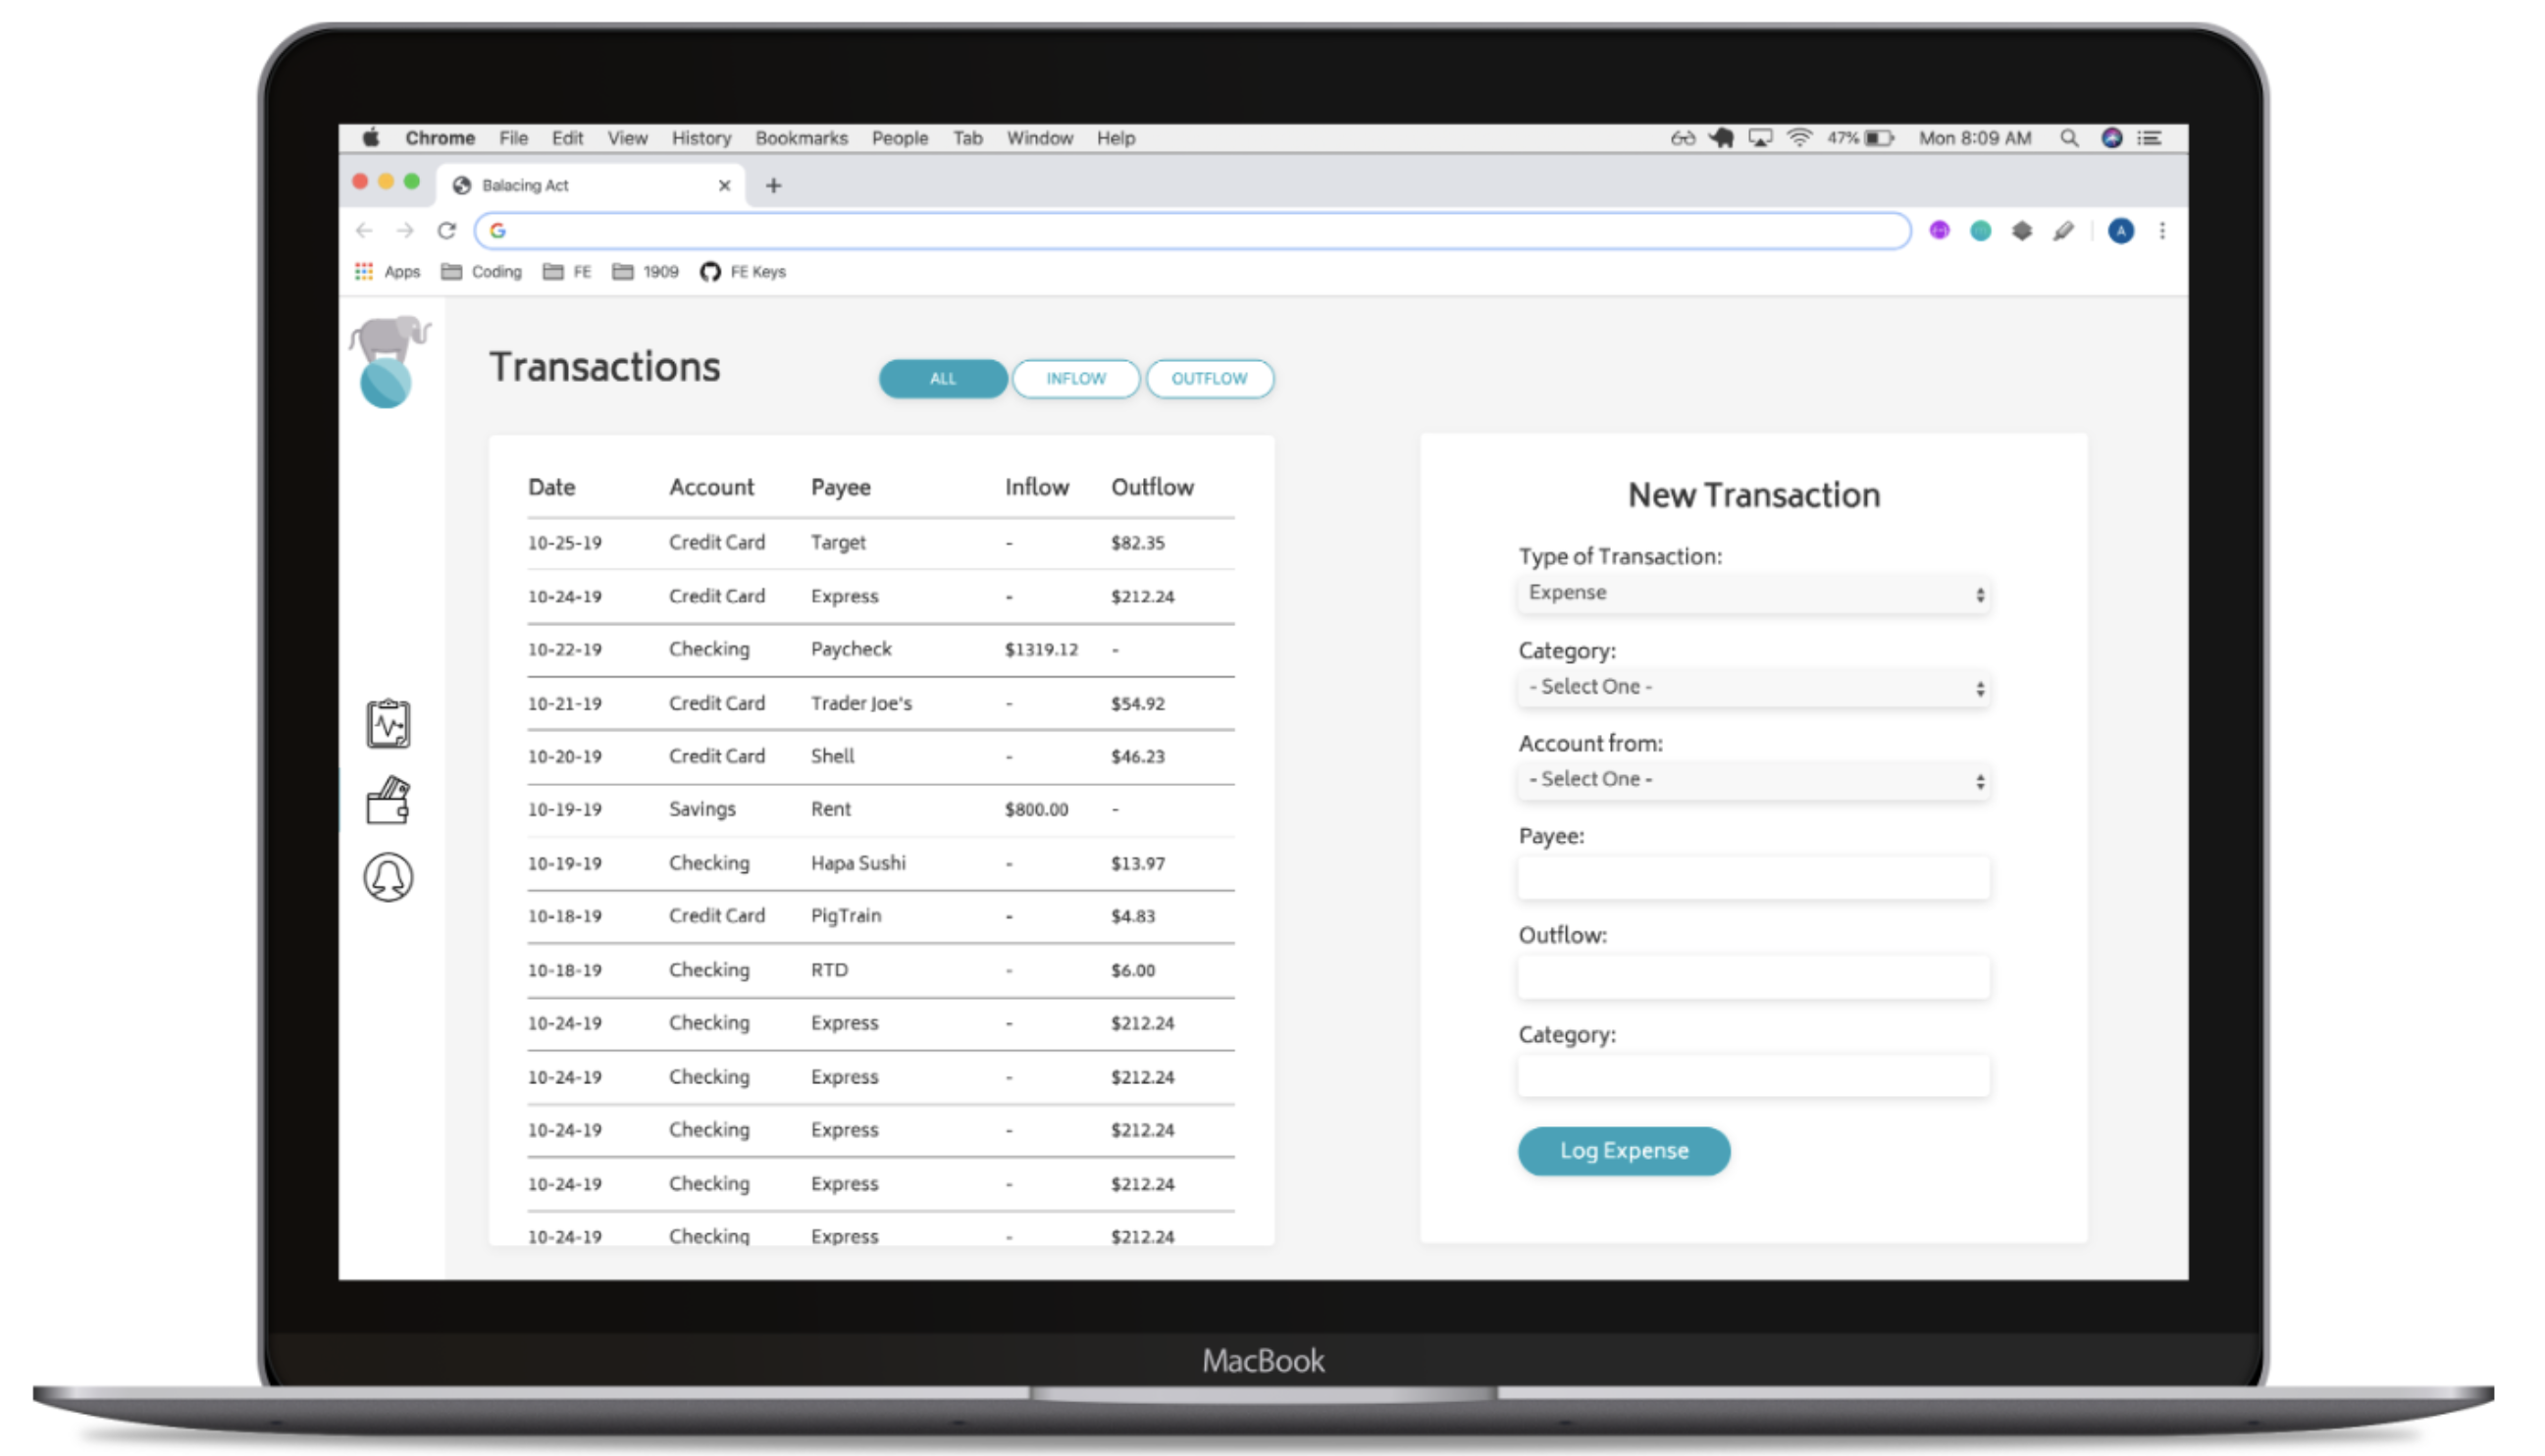 Chrome File Edit View History Bookmarks People Tab Window Help 47% Mon 8:09 AM
Balacing Act
G
A
Apps Coding FE 1909 FE Keys
Transactions ALL INFLOW OUTFLOW
Date Account Payee Inflow Outflow
10-25-19 Credit Card Target - $82.35
10-24-19 Credit Card Express - $212.24
10-22-19 Checking Paycheck $1319.12 -
10-21-19 Credit Card Trader Joe's - $54.92
10-20-19 Credit Card Shell - $46.23
10-19-19 Savings Rent $800.00 -
10-19-19 Checking Hapa Sushi - $13.97
10-18-19 Credit Card PigTrain - $4.83
10-18-19 Checking RTD - $6.00
10-24-19 Checking Express - $212.24
10-24-19 Checking Express - $212.24
10-24-19 Checking Express - $212.24
10-24-19 Checking Express - $212.24
10-24-19 Checking Express - $212.24
New Transaction
Type of Transaction:
Expense
Category:
- Select One -
Account from:
- Select One -
Payee:
Outflow:
Category:
Log Expense
MacBook